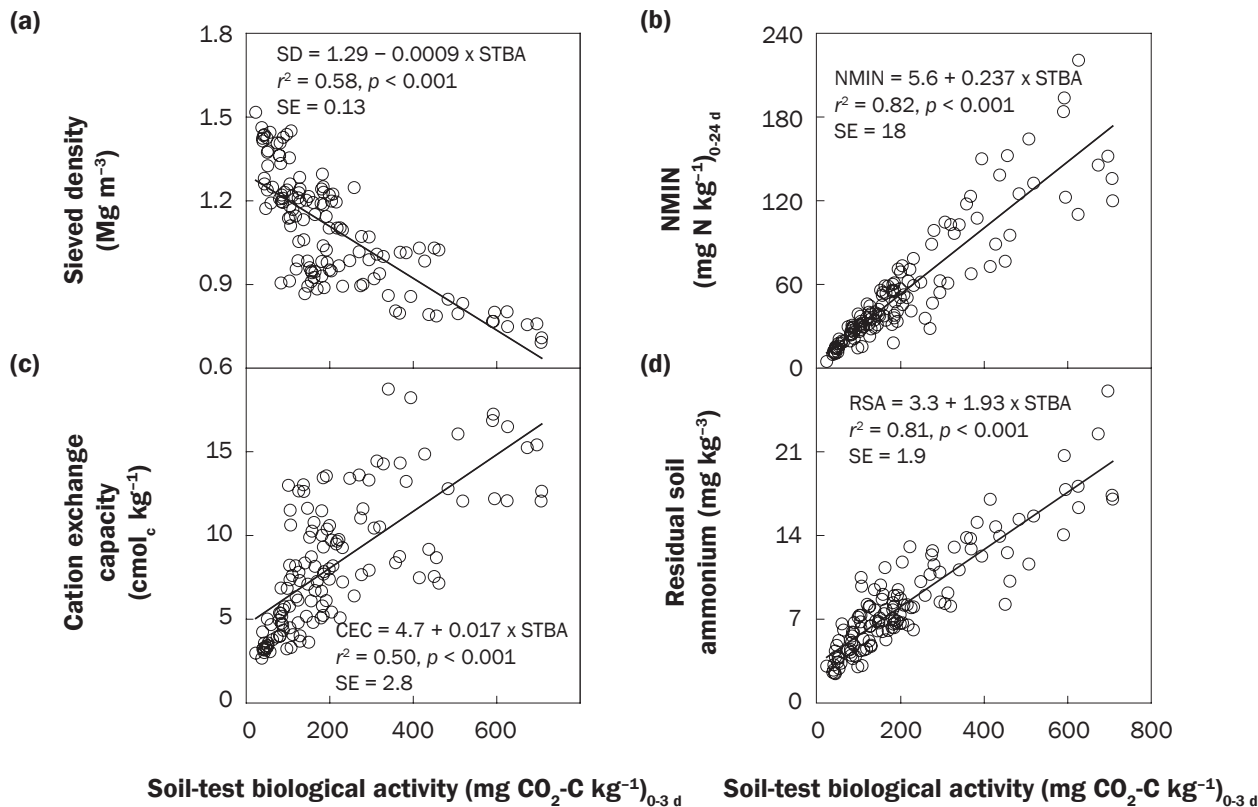 (a)
1.8
1.5
1.2
0.9
0.6
Sieved density
(Mg m⁻³)
SD = 1.29 – 0.0009 x STBA
r² = 0.58, p < 0.001
SE = 0.13
(b)
240
180
120
60
0
NMIN
(mg N kg⁻¹)0-24 d
NMIN = 5.6 + 0.237 x STBA
r² = 0.82, p < 0.001
SE = 18
(c)
15
10
5
0
Cation exchange
capacity
(cmolc kg⁻¹)
CEC = 4.7 + 0.017 x STBA
r² = 0.50, p < 0.001
SE = 2.8
0 200 400 600
Soil-test biological activity (mg CO₂-C kg⁻¹)0-3 d
(d)
21
14
7
0
Residual soil
ammonium (mg kg⁻³)
RSA = 3.3 + 1.93 x STBA
r² = 0.81, p < 0.001
SE = 1.9
0 200 400 600 800
Soil-test biological activity (mg CO₂-C kg⁻¹)0-3 d